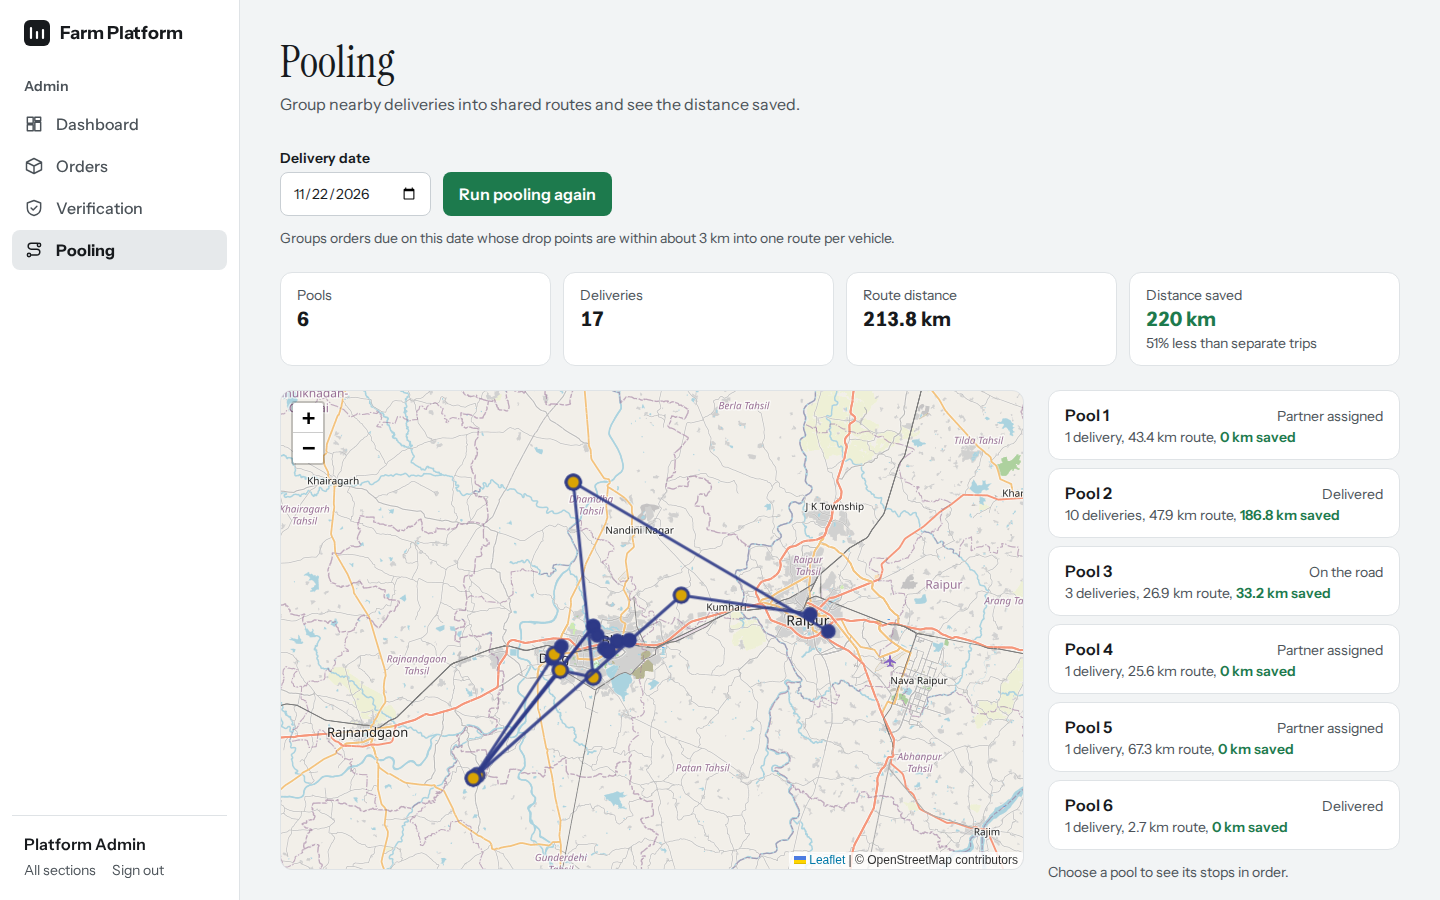 Farm Platform
Admin
Dashboard
Orders
Verification
Pooling
Platform Admin
All sections Sign out
Pooling
Group nearby deliveries into shared routes and see the distance saved.
Delivery date
11/22/2026
Run pooling again
Groups orders due on this date whose drop points are within about 3 km into one route per vehicle.
Pools
6
Deliveries
17
Route distance
213.8 km
Distance saved
220 km
51% less than separate trips
+
−
Berla Tahsil
Tilda Tahsil
Khairagarh
Khairagarh
Tahsil
Dhamdha
Tahsil
Nandini Nagar
J K Township
Raipur
Tahsil
Raipur
Kumhari
Raipur
Rajnandgaon
Tahsil
Nava Raipur
Rajnandgaon
Patan Tahsil
Abhanpur
Tahsil
Rajim
Gunderdehi
Leaflet | © OpenStreetMap contributors
Pool 1 Partner assigned
1 delivery, 43.4 km route, 0 km saved
Pool 2 Delivered
10 deliveries, 47.9 km route, 186.8 km saved
Pool 3 On the road
3 deliveries, 26.9 km route, 33.2 km saved
Pool 4 Partner assigned
1 delivery, 25.6 km route, 0 km saved
Pool 5 Partner assigned
1 delivery, 67.3 km route, 0 km saved
Pool 6 Delivered
1 delivery, 2.7 km route, 0 km saved
Choose a pool to see its stops in order.